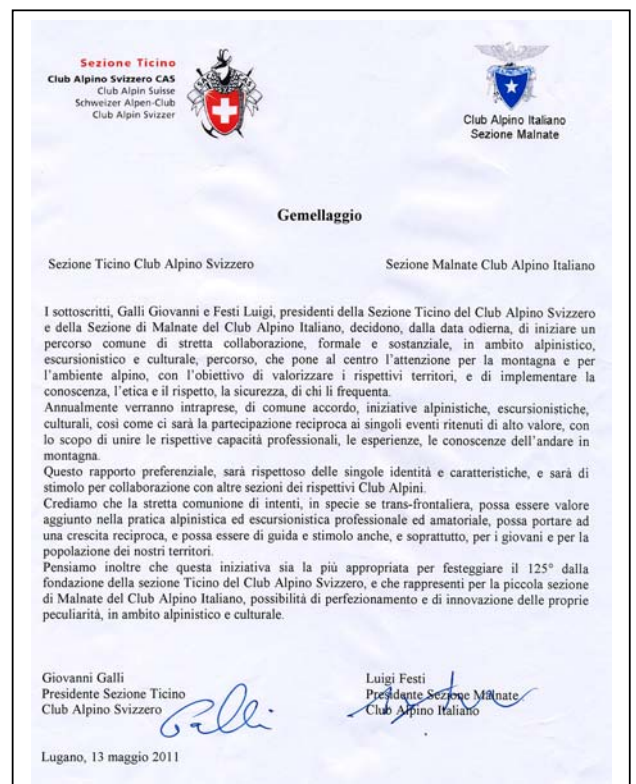 Sezione Ticino
Club Alpino Svizzero CAS
Club Alpin Suisse
Schweizer Alpen-Club
Club Alpin Svizzer
Club Alpino Italiano
Sezione Malnate
Gemellaggio
Sezione Ticino Club Alpino Svizzero
Sezione Malnate Club Alpino Italiano
I sottoscritti, Galli Giovanni e Festi Luigi, presidenti della Sezione Ticino del Club Alpino Svizzero
e della Sezione di Malnate del Club Alpino Italiano, decidono, dalla data odierna, di iniziare un
percorso comune di stretta collaborazione, formale e sostanziale, in ambito alpinistico,
escursionistico e culturale, percorso, che pone al centro l'attenzione per la montagna e per
l'ambiente alpino, con l'obiettivo di valorizzare i rispettivi territori, e di implementare la
conoscenza, l'etica e il rispetto, la sicurezza, di chi li frequenta.
Annualmente verranno intraprese, di comune accordo, iniziative alpinistiche, escursionistiche,
culturali, così come ci sarà la partecipazione reciproca ai singoli eventi ritenuti di alto valore, con
lo scopo di unire le rispettive capacità professionali, le esperienze, le conoscenze dell'andare in
montagna.
Questo rapporto preferenziale, sarà rispettoso delle singole identità e caratteristiche, e sarà di
stimolo per collaborazione con altre sezioni dei rispettivi Club Alpini.
Crediamo che la stretta comunione di intenti, in specie se trans-frontaliera, possa essere valore
aggiunto nella pratica alpinistica ed escursionistica professionale ed amatoriale, possa portare ad
una crescita reciproca, e possa essere di guida e stimolo anche, e soprattutto, per i giovani e per la
popolazione dei nostri territori.
Pensiamo inoltre che questa iniziativa sia la più appropriata per festeggiare il 125° dalla
fondazione della sezione Ticino del Club Alpino Svizzero, e che rappresenti per la piccola sezione
di Malnate del Club Alpino Italiano, possibilità di perfezionamento e di innovazione delle proprie
peculiarità, in ambito alpinistico e culturale.
Giovanni Galli
Presidente Sezione Ticino
Club Alpino Svizzero
Galli
Luigi Festi
Presidente Sezione Malnate
Club Alpino Italiano
Lugano, 13 maggio 2011